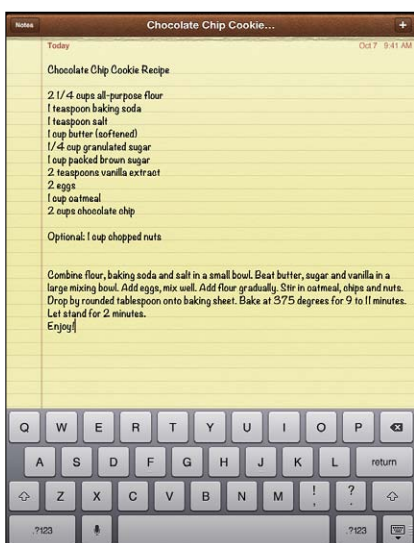 Notes
Chocolate Chip Cookie...
+
Today
Oct 7 9:41 AM
Chocolate Chip Cookie Recipe
2 1/4 cups all-purpose flour
1 teaspoon baking soda
1 teaspoon salt
1 cup butter (softened)
1/4 cup granulated sugar
1 cup packed brown sugar
2 teaspoons vanilla extract
2 eggs
1 cup oatmeal
2 cups chocolate chip
Optional: 1 cup chopped nuts
Combine flour, baking soda and salt in a small bowl. Beat butter, sugar and vanilla in a
large mixing bowl. Add eggs, mix well. Add flour gradually. Stir in oatmeal, chips and nuts.
Drop by rounded tablespoon onto baking sheet. Bake at 375 degrees for 9 to 11 minutes.
Let stand for 2 minutes.
Enjoy!
Q W E R T Y U I O P
A S D F G H J K L return
Z X C V B N M ! , ? .
.?123 .?123